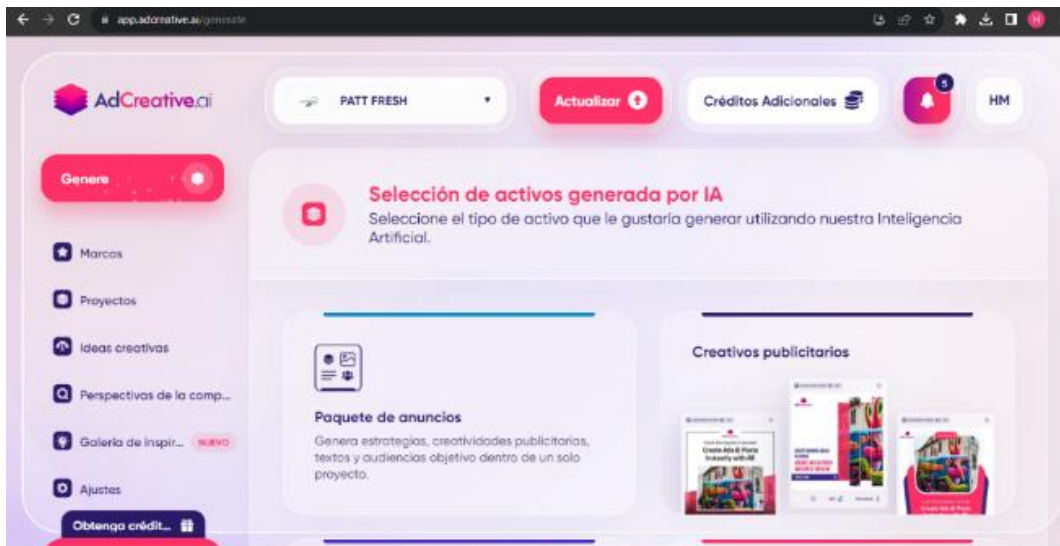 app.adcreative.ai/generate
AdCreative.ai
PATT FRESH
Actualizar
Créditos Adicionales
5
HM
Genere
Selección de activos generada por IA
Seleccione el tipo de activo que le gustaría generar utilizando nuestra Inteligencia
Artificial.
Marcas
Proyectos
Ideas creativas
Perspectivas de la comp...
Galería de inspir... NUEVO
Ajustes
Obtenga crédit...
Paquete de anuncios
Genera estrategias, creatividades publicitarias,
textos y audiencias objetivo dentro de un solo
proyecto.
Creativos publicitarios
Create Ads & Posts
Instantly with AI!